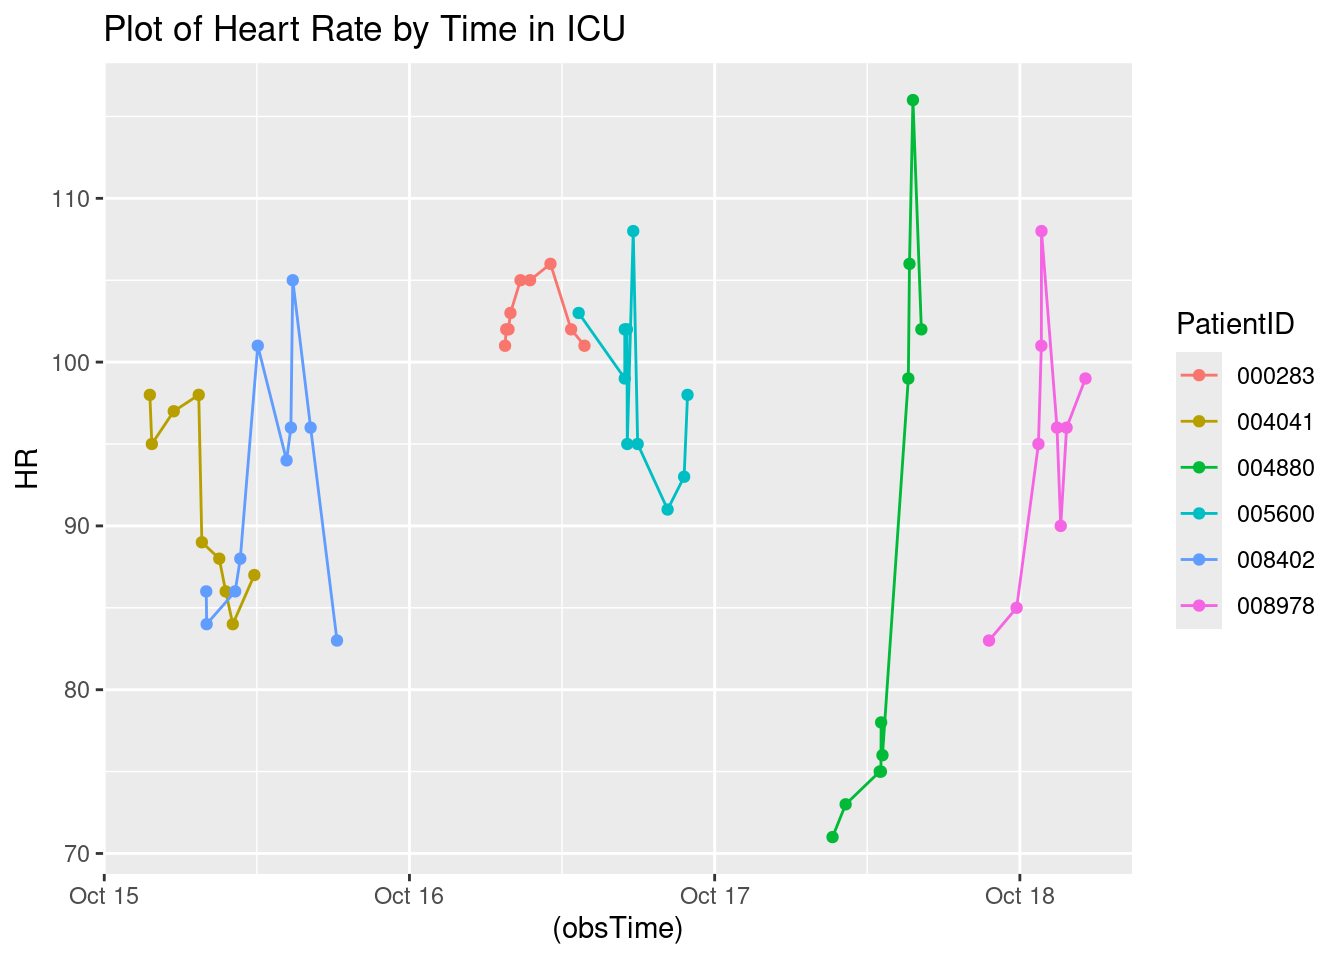 Plot of Heart Rate by Time in ICU
HR
110
100
90
80
70
Oct 15
Oct 16
Oct 17
Oct 18
(obsTime)
PatientID
000283
004041
004880
005600
008402
008978